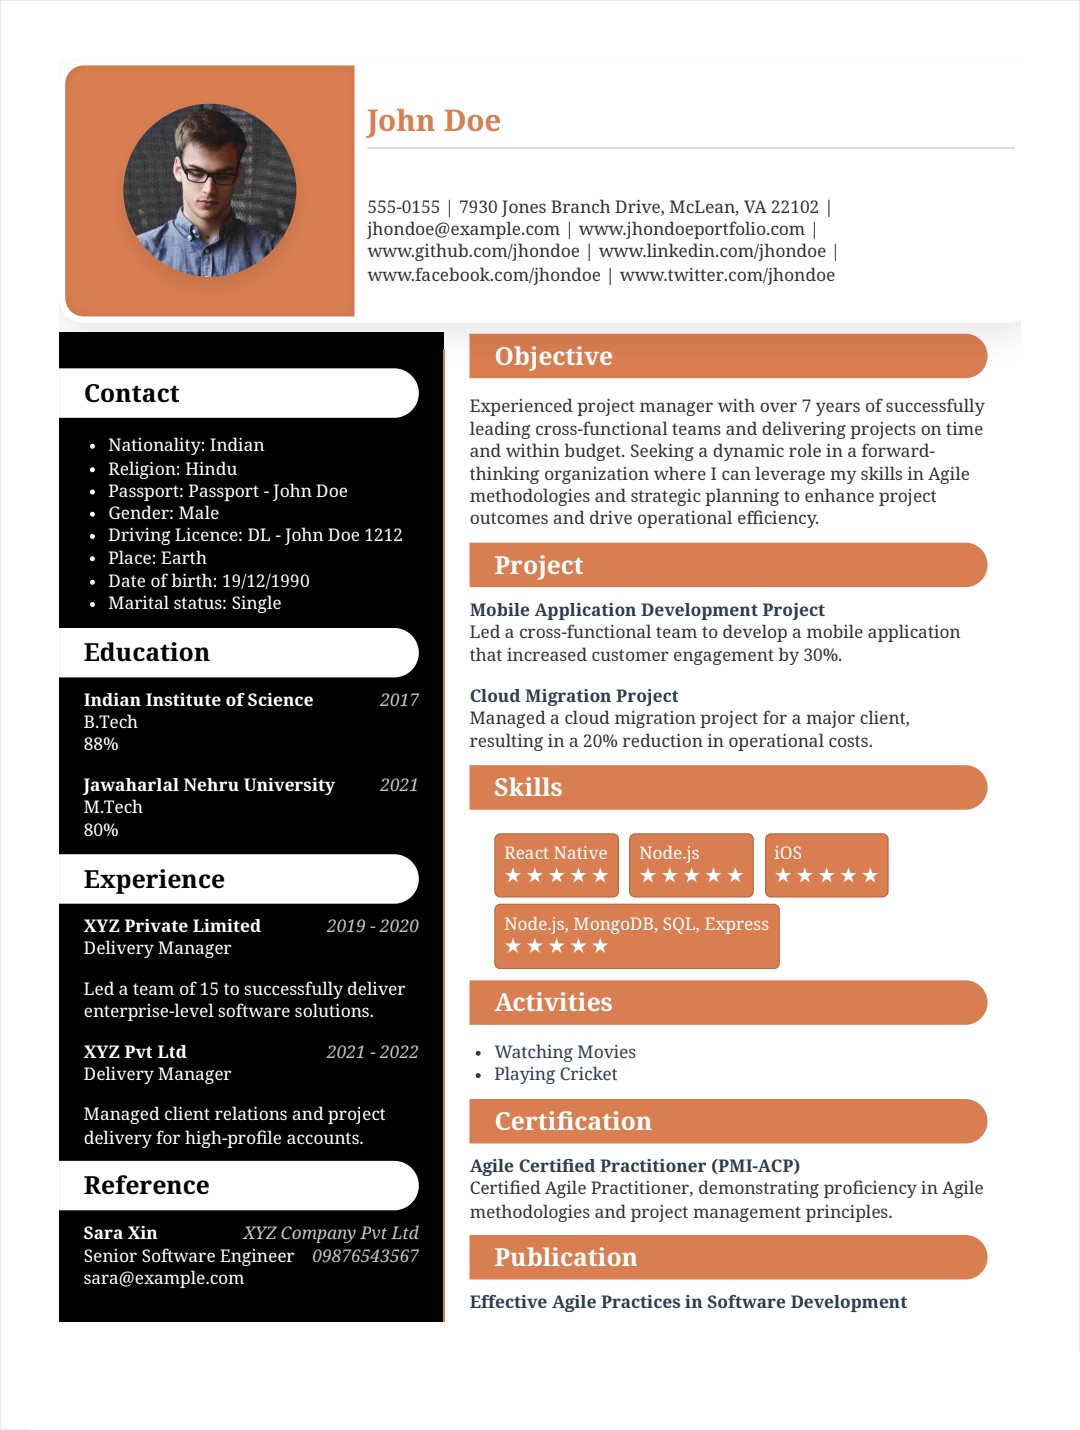 John Doe
555-0155 | 7930 Jones Branch Drive, McLean, VA 22102 |
jhondoe@example.com | www.jhondoeportfolio.com |
www.github.com/jhondoe | www.linkedin.com/jhondoe |
www.facebook.com/jhondoe | www.twitter.com/jhondoe
Contact
• Nationality: Indian
• Religion: Hindu
• Passport: Passport - John Doe
• Gender: Male
• Driving Licence: DL - John Doe 1212
• Place: Earth
• Date of birth: 19/12/1990
• Marital status: Single
Education
Indian Institute of Science 2017
B.Tech
88%
Jawaharlal Nehru University 2021
M.Tech
80%
Experience
XYZ Private Limited 2019 - 2020
Delivery Manager
Led a team of 15 to successfully deliver
enterprise-level software solutions.
XYZ Pvt Ltd 2021 - 2022
Delivery Manager
Managed client relations and project
delivery for high-profile accounts.
Reference
Sara Xin XYZ Company Pvt Ltd
Senior Software Engineer 09876543567
sara@example.com
Objective
Experienced project manager with over 7 years of successfully
leading cross-functional teams and delivering projects on time
and within budget. Seeking a dynamic role in a forward-
thinking organization where I can leverage my skills in Agile
methodologies and strategic planning to enhance project
outcomes and drive operational efficiency.
Project
Mobile Application Development Project
Led a cross-functional team to develop a mobile application
that increased customer engagement by 30%.
Cloud Migration Project
Managed a cloud migration project for a major client,
resulting in a 20% reduction in operational costs.
Skills
React Native
★★★★★
Node.js
★★★★★
iOS
★★★★★
Node.js, MongoDB, SQL, Express
★★★★★
Activities
• Watching Movies
• Playing Cricket
Certification
Agile Certified Practitioner (PMI-ACP)
Certified Agile Practitioner, demonstrating proficiency in Agile
methodologies and project management principles.
Publication
Effective Agile Practices in Software Development